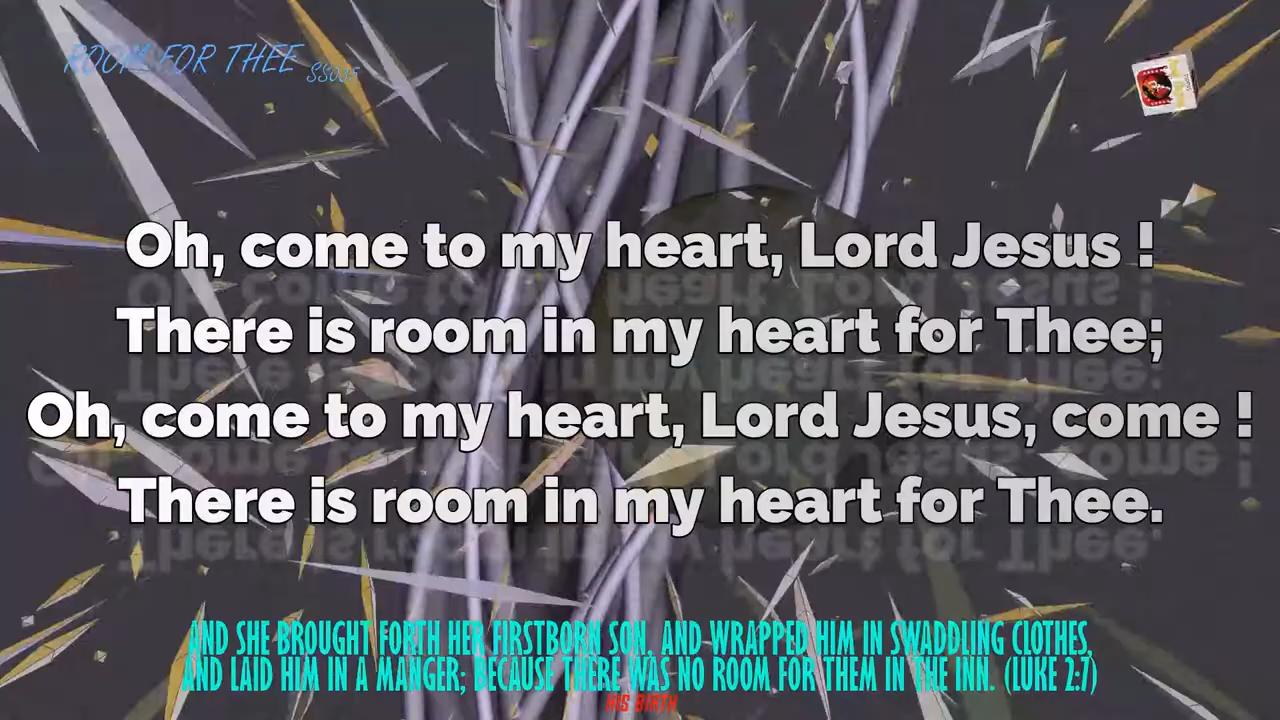 ROOM FOR THEE SS035
Oh, come to my heart, Lord Jesus !
There is room in my heart for Thee;
Oh, come to my heart, Lord Jesus, come !
There is room in my heart for Thee.
AND SHE BROUGHT FORTH HER FIRSTBORN SON, AND WRAPPED HIM IN SWADDLING CLOTHES,
AND LAID HIM IN A MANGER; BECAUSE THERE WAS NO ROOM FOR THEM IN THE INN. (LUKE 2:7)
HIS BIRTH